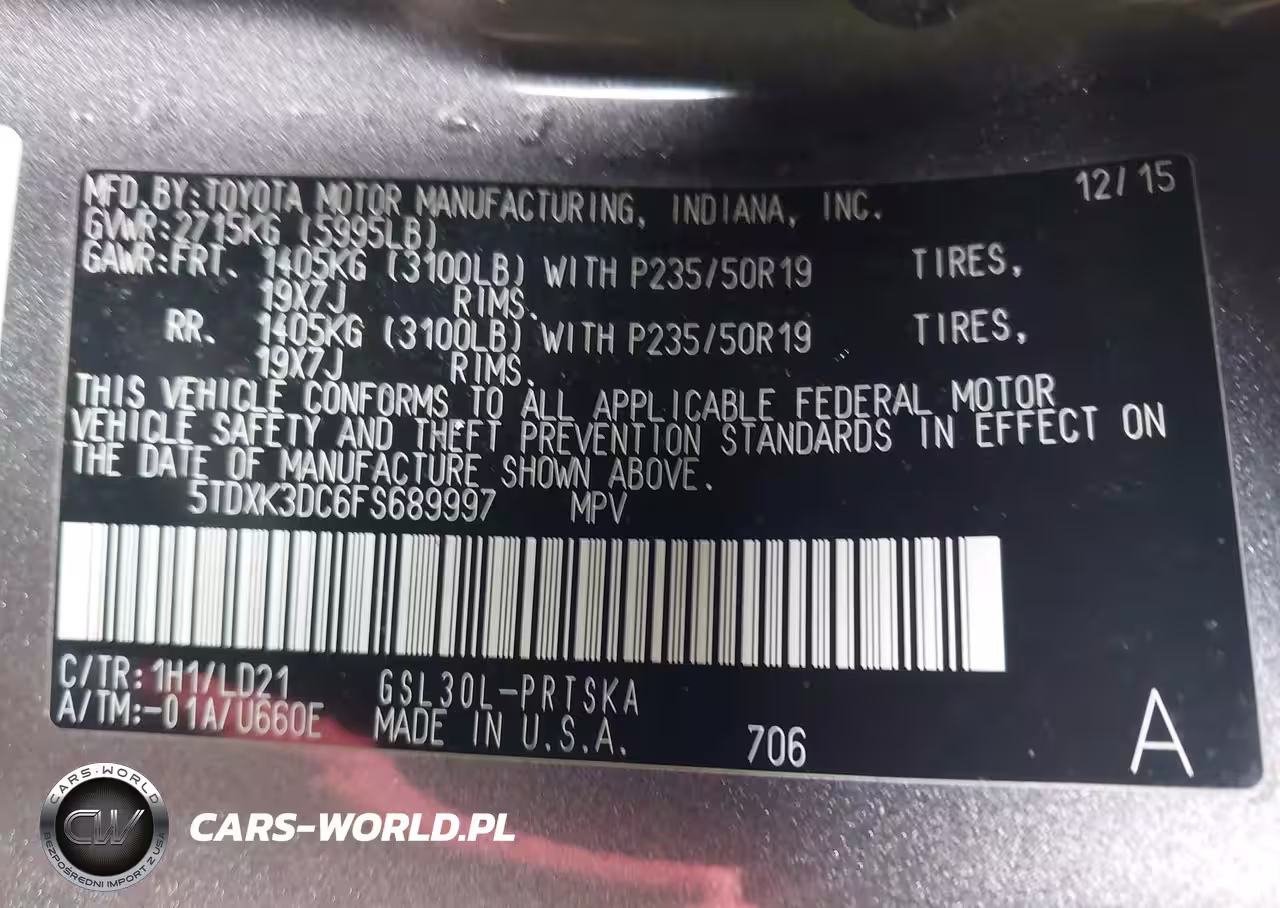 MFD. BY: TOYOTA MOTOR MANUFACTURING, INDIANA, INC. 12/15
GVWR: 2715KG (5995LB)
GAWR: FRT. 1405KG (3100LB) WITH P235/50R19 TIRES,
19X7J RIMS.
RR. 1405KG (3100LB) WITH P235/50R19 TIRES,
19X7J RIMS.
THIS VEHICLE CONFORMS TO ALL APPLICABLE FEDERAL MOTOR
VEHICLE SAFETY AND THEFT PREVENTION STANDARDS IN EFFECT ON
THE DATE OF MANUFACTURE SHOWN ABOVE.
5TDXK3DC6FS689997 MPV
C/TR: 1H1/LD21 GSL30L-PRTSKA
A/TM:-01A/U660E MADE IN U.S.A. 706 A
CARS-WORLD
CW
BEZPOŚREDNI IMPORT Z USA
CARS-WORLD.PL